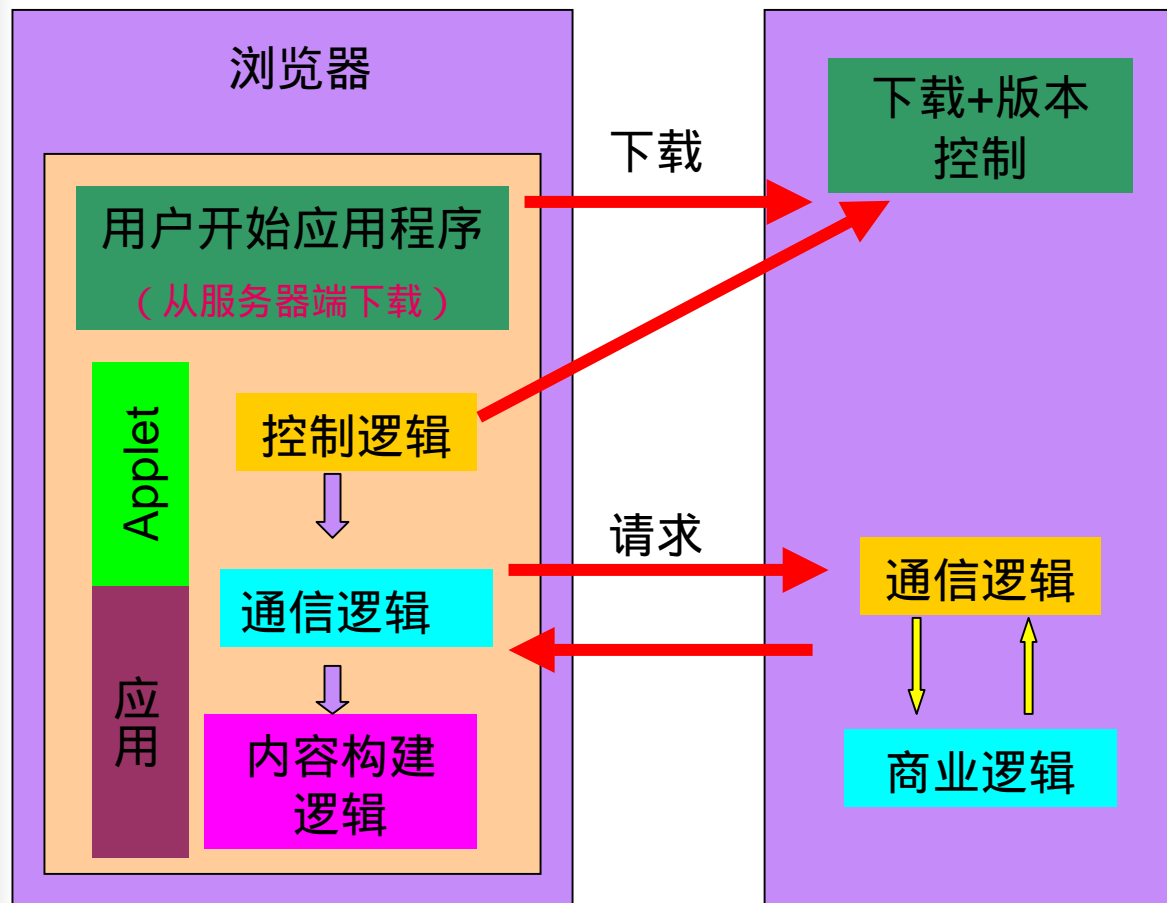 浏览器
下载+版本
控制
下载
用户开始应用程序
（从服务器端下载）
Applet
控制逻辑
请求
通信逻辑
通信逻辑
应
用
内容构建
逻辑
商业逻辑